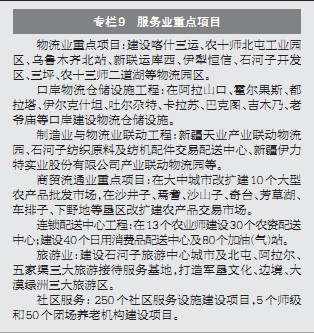 专栏9 服务业重点项目
物流业重点项目:建设喀什三运、农十师北屯工业园
区、乌鲁木齐北站、新联运库西、伊犁恒信、石河子开发
区、三坪、农十三师二道湖等物流园区。
口岸物流仓储设施工程:在阿拉山口、霍尔果斯、都
拉塔、伊尔克什坦、吐尔尕特、卡拉苏、巴克图、吉木乃、老
爷庙等口岸建设物流仓储设施。
制造业与物流业联动工程:新疆天业产业联动物流
园、石河子纺织原料及纺机配件交易配送中心、新疆伊力
特实业股份有限公司产业联动物流园等。
商贸流通业重点项目:在大中城市改扩建10个大型
农产品批发市场,在沙井子、焉耆、沙山子、奇台、芳草湖、
车排子、下野地等垦区改扩建农产品交易市场。
连锁配送中心工程:在13个农业师建设30个农资配送
中心;建设40个日用消费品配送中心及80个加油(气)站。
旅游业:建设石河子旅游中心城市及北屯、阿拉尔、
五家渠三大旅游接待服务基地,打造军垦文化、边境、大
漠绿洲三大旅游区。
社区服务:250个社区服务设施建设项目,5个师级
和50个团场养老机构建设项目。